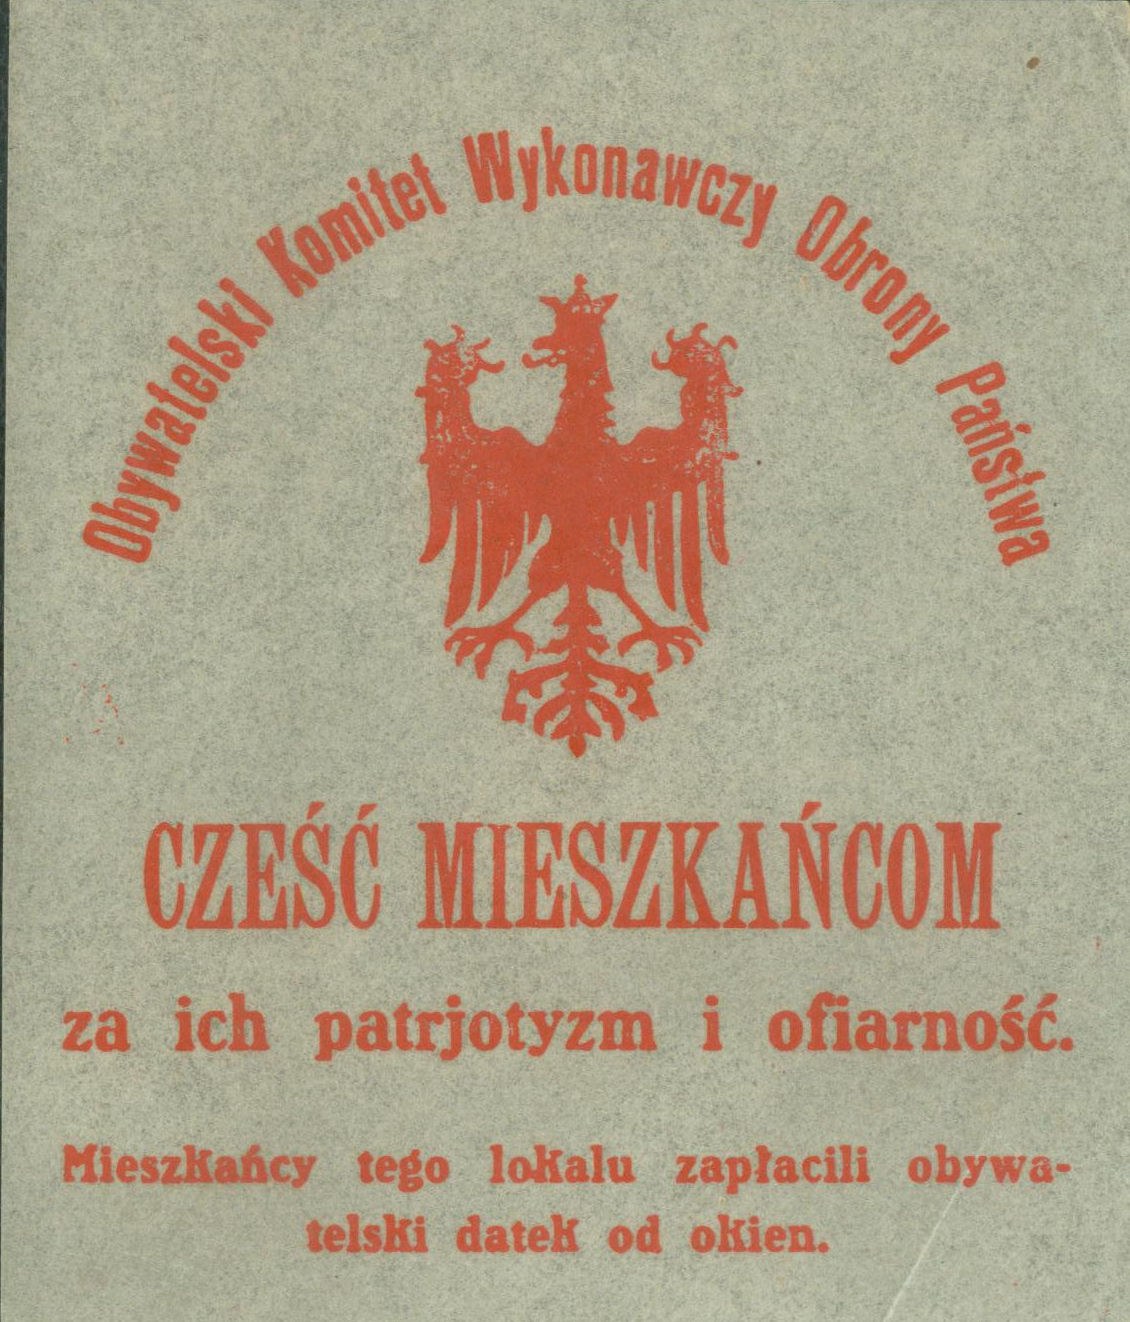 Obywatelski Komitet Wykonawczy Obrony Państwa
CZEŚĆ MIESZKAŃCOM
za ich patrjotyzm i ofiarność.
Mieszkańcy tego lokalu zapłacili obywa-
telski datek od okien.